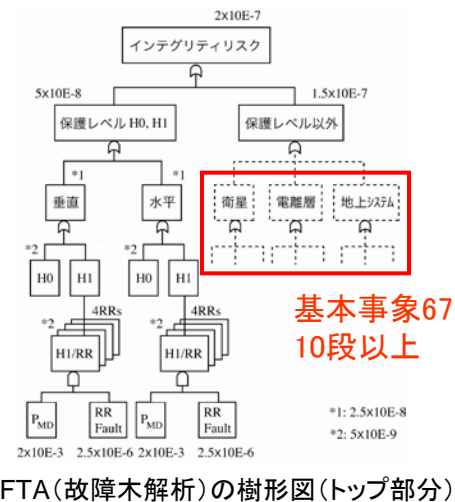 2x10E-7
インテグリティリスク
5x10E-8
1.5x10E-7
保護レベル H0, H1
保護レベル以外
*1
*1
垂直
水平
衛星
電離層
地上システム
*2
*2
H0
H1
H0
H1
4RRs
4RRs
*2
*2
H1/RR
H1/RR
基本事象67
10段以上
PMD
RR
Fault
PMD
RR
Fault
*1: 2.5x10E-8
*2: 5x10E-9
2x10E-3
2.5x10E-6
2x10E-3
2.5x10E-6
FTA(故障木解析)の樹形図(トップ部分)